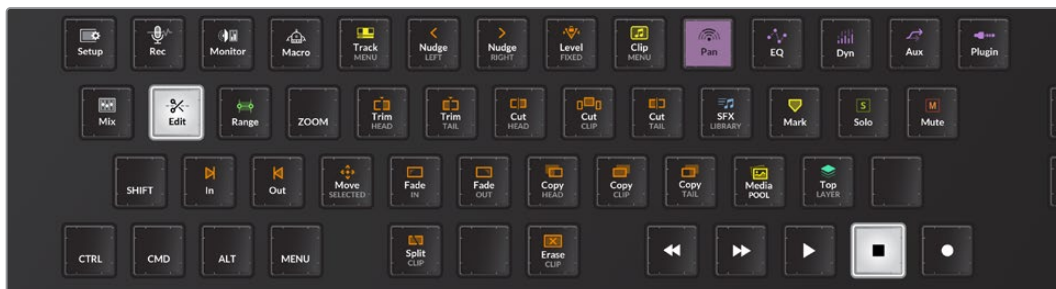 Setup
Rec
Monitor
Macro
Track
MENU
Nudge
LEFT
Nudge
RIGHT
Level
FIXED
Clip
MENU
Pan
EQ
Dyn
Aux
Plugin
Mix
Edit
Range
ZOOM
Trim
HEAD
Trim
TAIL
Cut
HEAD
Cut
CLIP
Cut
TAIL
SFX
LIBRARY
Mark
S
Solo
M
Mute
SHIFT
In
Out
Move
SELECTED
Fade
IN
Fade
OUT
Copy
HEAD
Copy
CLIP
Copy
TAIL
Media
POOL
Top
LAYER
CTRL
CMD
ALT
MENU
Split
CLIP
Erase
CLIP